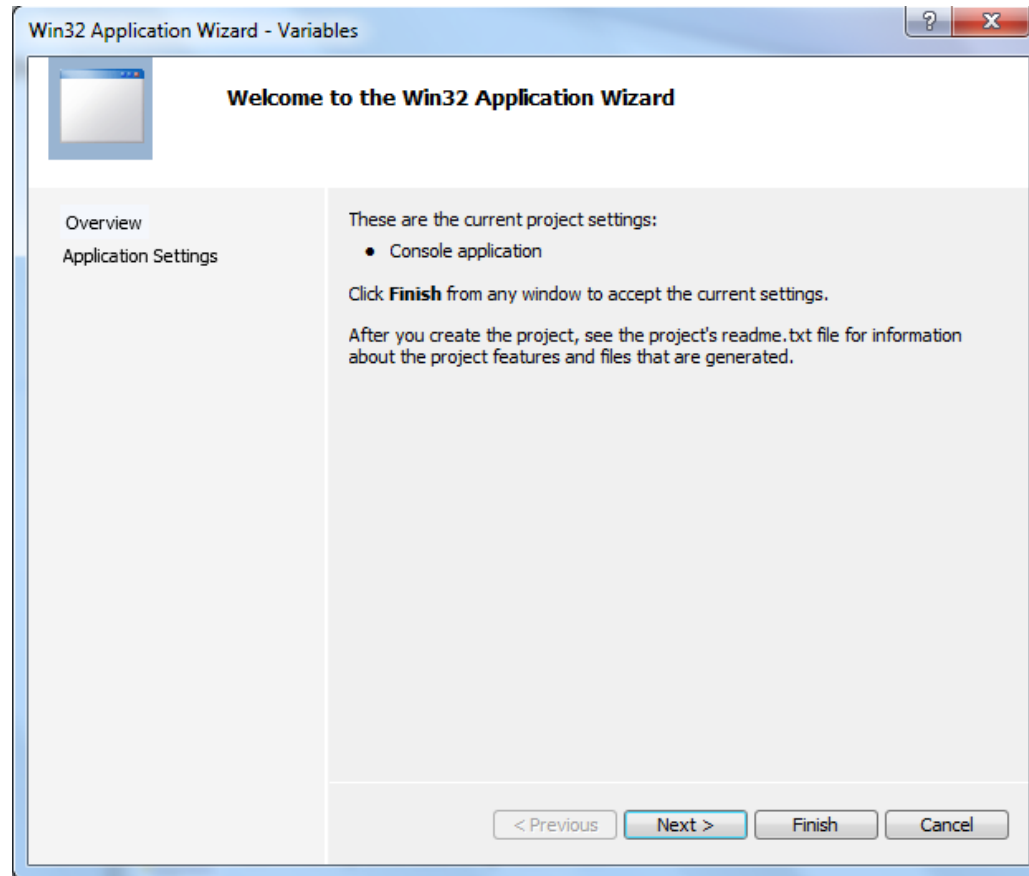 Win32 Application Wizard - Variables
Welcome to the Win32 Application Wizard
Overview
Application Settings
These are the current project settings:
• Console application
Click Finish from any window to accept the current settings.
After you create the project, see the project's readme.txt file for information
about the project features and files that are generated.
< Previous
Next >
Finish
Cancel